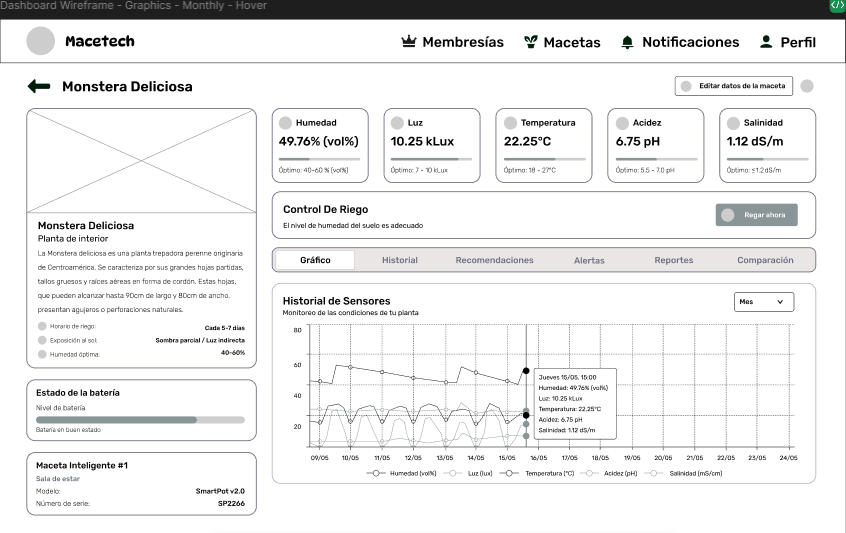 Dashboard Wireframe - Graphics - Monthly - Hover
Macetech
Membresías
Macetas
Notificaciones
Perfil
Monstera Deliciosa
Editar datos de la maceta
Humedad
49.76% (vol%)
Óptimo: 40-60 % (vol%)
Luz
10.25 kLux
Óptimo: 7 - 10 kLux
Temperatura
22.25°C
Óptimo: 18 - 27°C
Acidez
6.75 pH
Óptimo: 5.5 - 7.0 pH
Salinidad
1.12 dS/m
Óptimo: ≤1.2 dS/m
Monstera Deliciosa
Planta de interior
La Monstera deliciosa es una planta trepadora perenne originaria
de Centroamérica. Se caracteriza por sus grandes hojas partidas,
tallos gruesos y raíces aéreas en forma de cordón. Estas hojas,
que pueden alcanzar hasta 90cm de largo y 80cm de ancho,
presentan agujeros o perforaciones naturales.
Horario de riego: Cada 5-7 días
Exposición al sol: Sombra parcial / Luz indirecta
Humedad óptima: 40-60%
Estado de la batería
Nivel de batería
Batería en buen estado
Maceta Inteligente #1
Sala de estar
Modelo: SmartPot v2.0
Número de serie: SP2266
Control De Riego
El nivel de humedad del suelo es adecuado
Regar ahora
Gráfico
Historial
Recomendaciones
Alertas
Reportes
Comparación
Historial de Sensores
Monitoreo de las condiciones de tu planta
Mes
80
60
40
20
Jueves 15/05, 15:00
Humedad: 49.76% (vol%)
Luz: 10.25 kLux
Temperatura: 22.25°C
Acidez: 6.75 pH
Salinidad: 1.12 dS/m
09/05 10/05 11/05 12/05 13/05 14/05 15/05 16/05 17/05 18/05 19/05 20/05 21/05 22/05 23/05 24/05
Humedad (vol%) Luz (lux) Temperatura (°C) Acidez (pH) Salinidad (mS/cm)